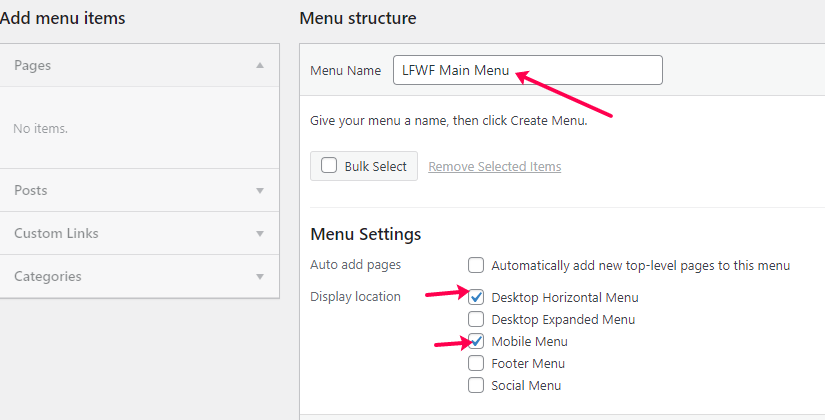 Add menu items
Pages
No items.
Posts
Custom Links
Categories
Menu structure
Menu Name LFWF Main Menu
Give your menu a name, then click Create Menu.
Bulk Select Remove Selected Items
Menu Settings
Auto add pages Automatically add new top-level pages to this menu
Display location Desktop Horizontal Menu
Desktop Expanded Menu
Mobile Menu
Footer Menu
Social Menu